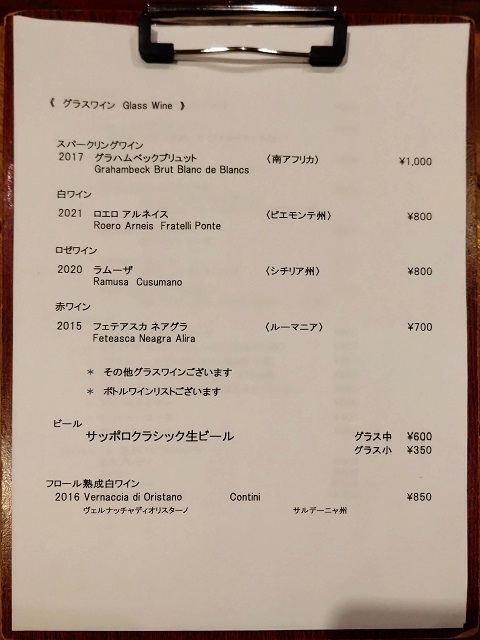 《 グラスワイン Glass Wine 》
スパークリングワイン
2017 グラハムベックブリュット 〈南アフリカ〉 ¥1,000
Grahambeck Brut Blanc de Blancs
白ワイン
2021 ロエロ アルネイス 〈ピエモンテ州〉 ¥800
Roero Arneis Fratelli Ponte
ロゼワイン
2020 ラムーザ 〈シチリア州〉 ¥800
Ramusa Cusumano
赤ワイン
2015 フェテアスカ ネアグラ 〈ルーマニア〉 ¥700
Feteasca Neagra Alira
＊ その他グラスワインございます
＊ ボトルワインリストございます
ビール
サッポロクラシック生ビール グラス中 ¥600
グラス小 ¥350
フロール熟成白ワイン
2016 Vernaccia di Oristano Contini ¥850
ヴェルナッチャディオリスターノ サルデーニャ州